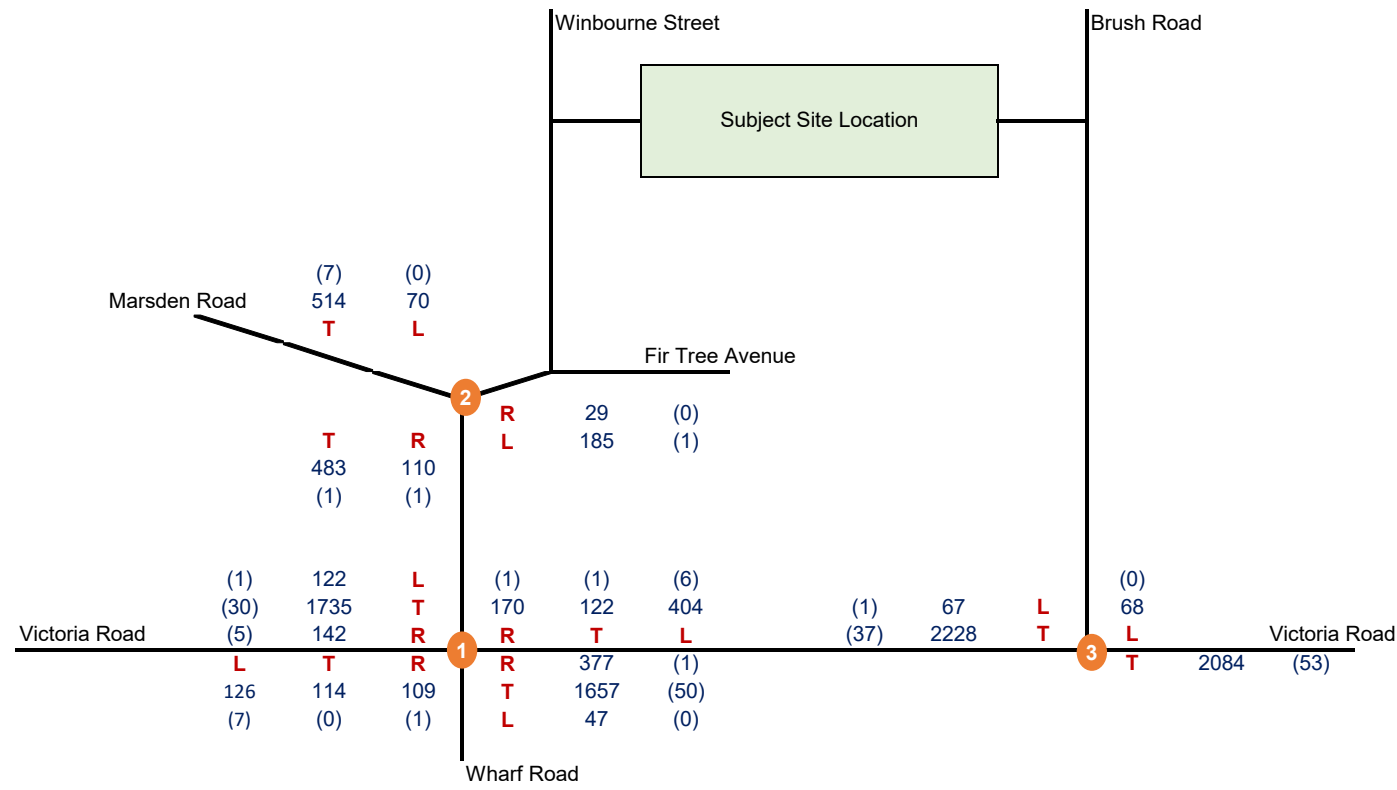 Winbourne Street
Brush Road
Subject Site Location
(7) (0)
Marsden Road 514 70
T L
Fir Tree Avenue
2
R 29 (0)
T R L 185 (1)
483 110
(1) (1)
(1) 122 L (1) (1) (6) (0)
(30) 1735 T 170 122 404 (1) 67 L 68
Victoria Road (5) 142 R R T L (37) 2228 T L Victoria Road
1 3
L T R R 377 (1) T 2084 (53)
126 114 109 T 1657 (50)
(7) (0) (1) L 47 (0)
Wharf Road